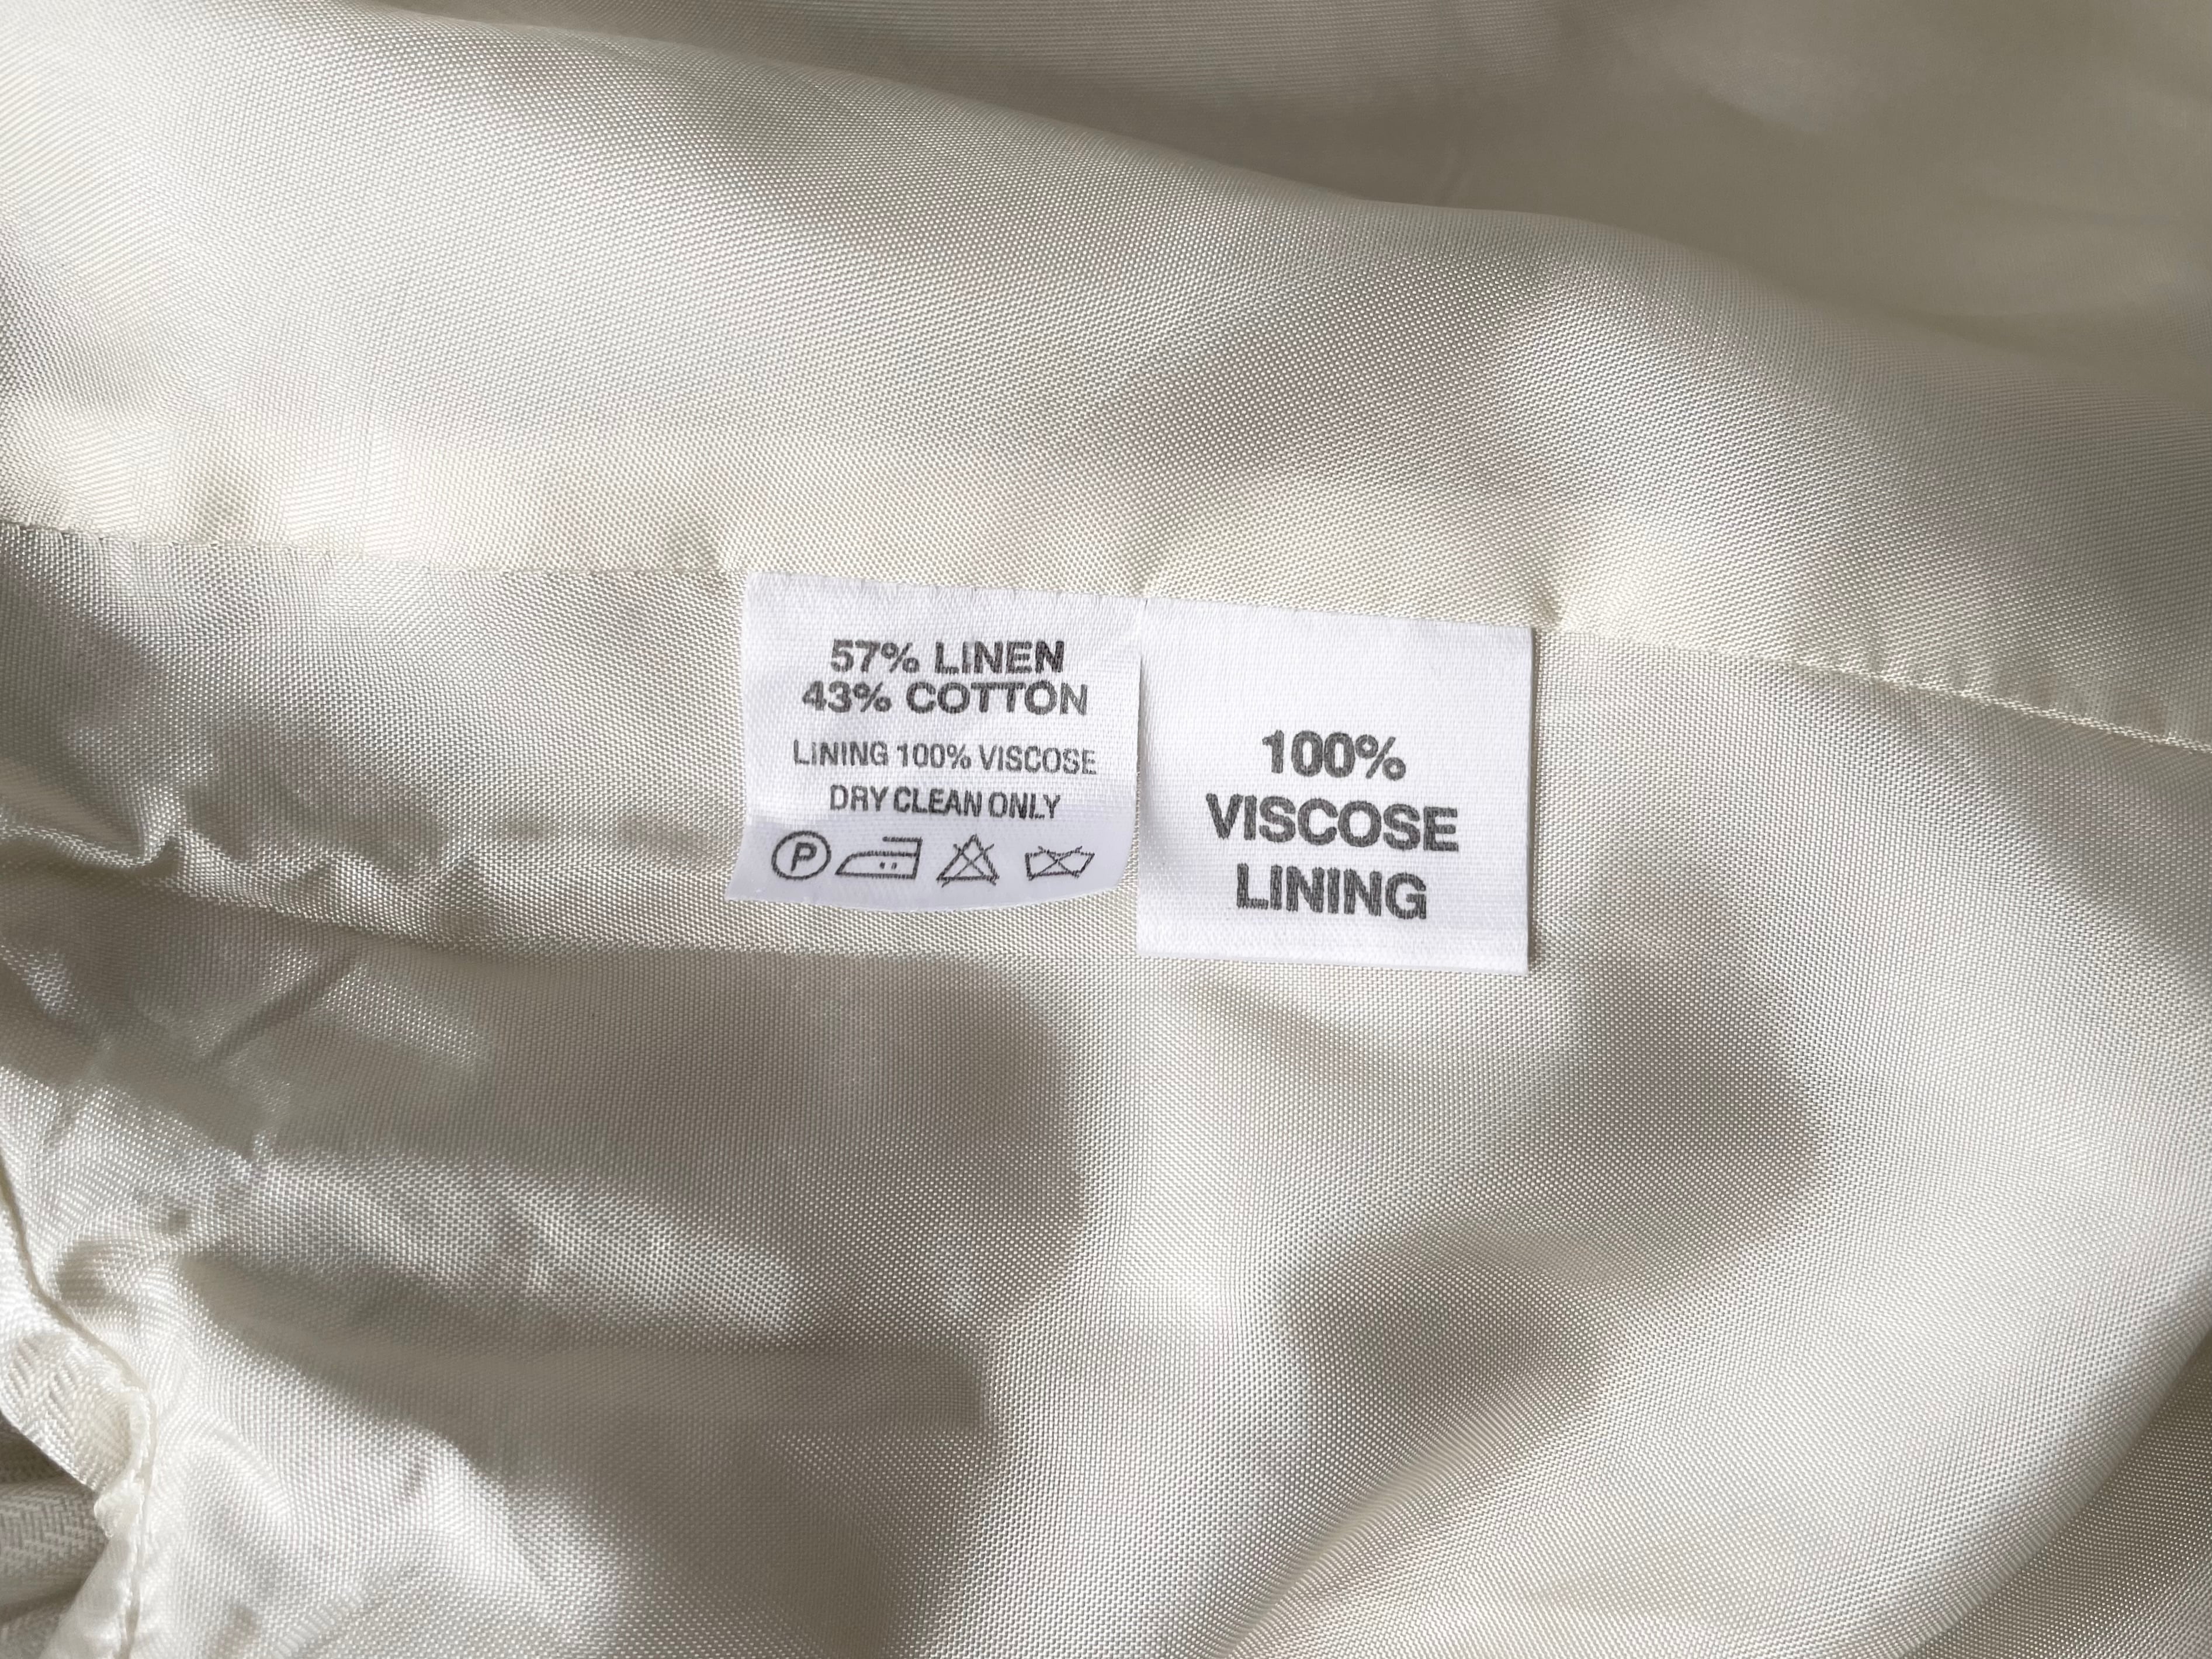 57% LINEN
43% COTTON
LINING 100% VISCOSE
DRY CLEAN ONLY
P
100%
VISCOSE
LINING